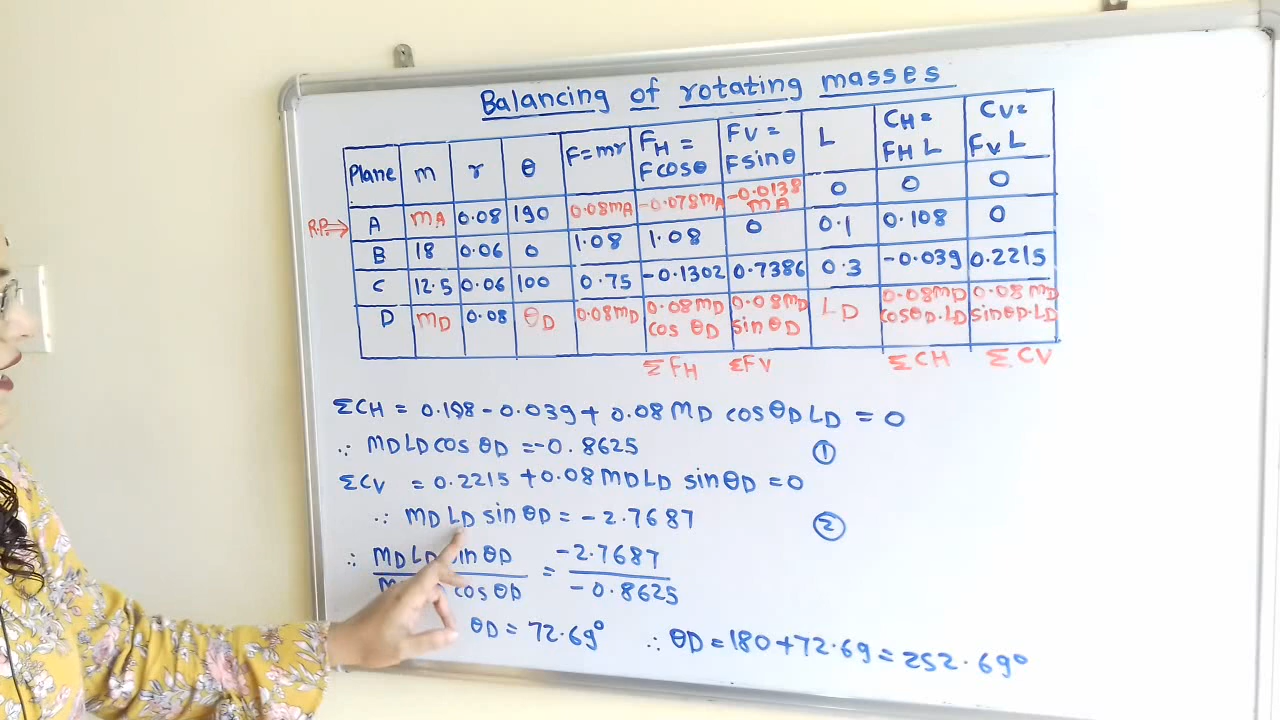 Balancing of rotating masses
Plane m r θ F=mr FH = Fcosθ FV = Fsinθ L CH = FH L CV= FV L
R.P.⇒ A mA 0.08 190 0.08mA -0.078mA -0.0138 mA 0 0 0
B 18 0.06 0 1.08 1.08 0 0.1 0.108 0
C 12.5 0.06 100 0.75 -0.1302 0.7386 0.3 -0.039 0.2215
D mD 0.08 θD 0.08mD 0.08mD cos θD 0.08mD sin θD LD 0.08mD cosθD.LD 0.08mD sinθD.LD
ΣFH ΣFV ΣCH ΣCV
ΣCH = 0.198 - 0.039 + 0.08 MD cosθD LD = 0
∴ MDLD cos θD = -0.8625 ①
ΣCV = 0.2215 + 0.08 MDLD sinθD = 0
∴ MD LD sin θD = -2.7687 ②
∴ MD LD sin θD / cosθD = -2.7687 / -0.8625
θD = 72.69° ∴ θD = 180 + 72.69 = 252.69°